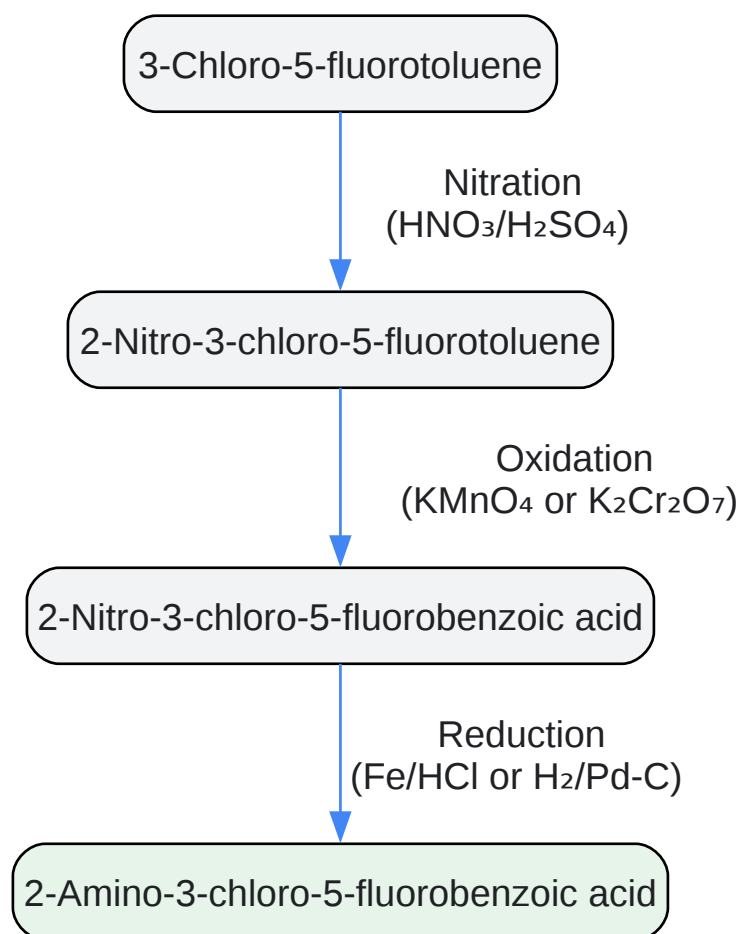 3-Chloro-5-fluorotoluene
Nitration
(HNO₃/H₂SO₄)
2-Nitro-3-chloro-5-fluorotoluene
Oxidation
(KMnO₄ or K₂Cr₂O₇)
2-Nitro-3-chloro-5-fluorobenzoic acid
Reduction
(Fe/HCl or H₂/Pd-C)
2-Amino-3-chloro-5-fluorobenzoic acid